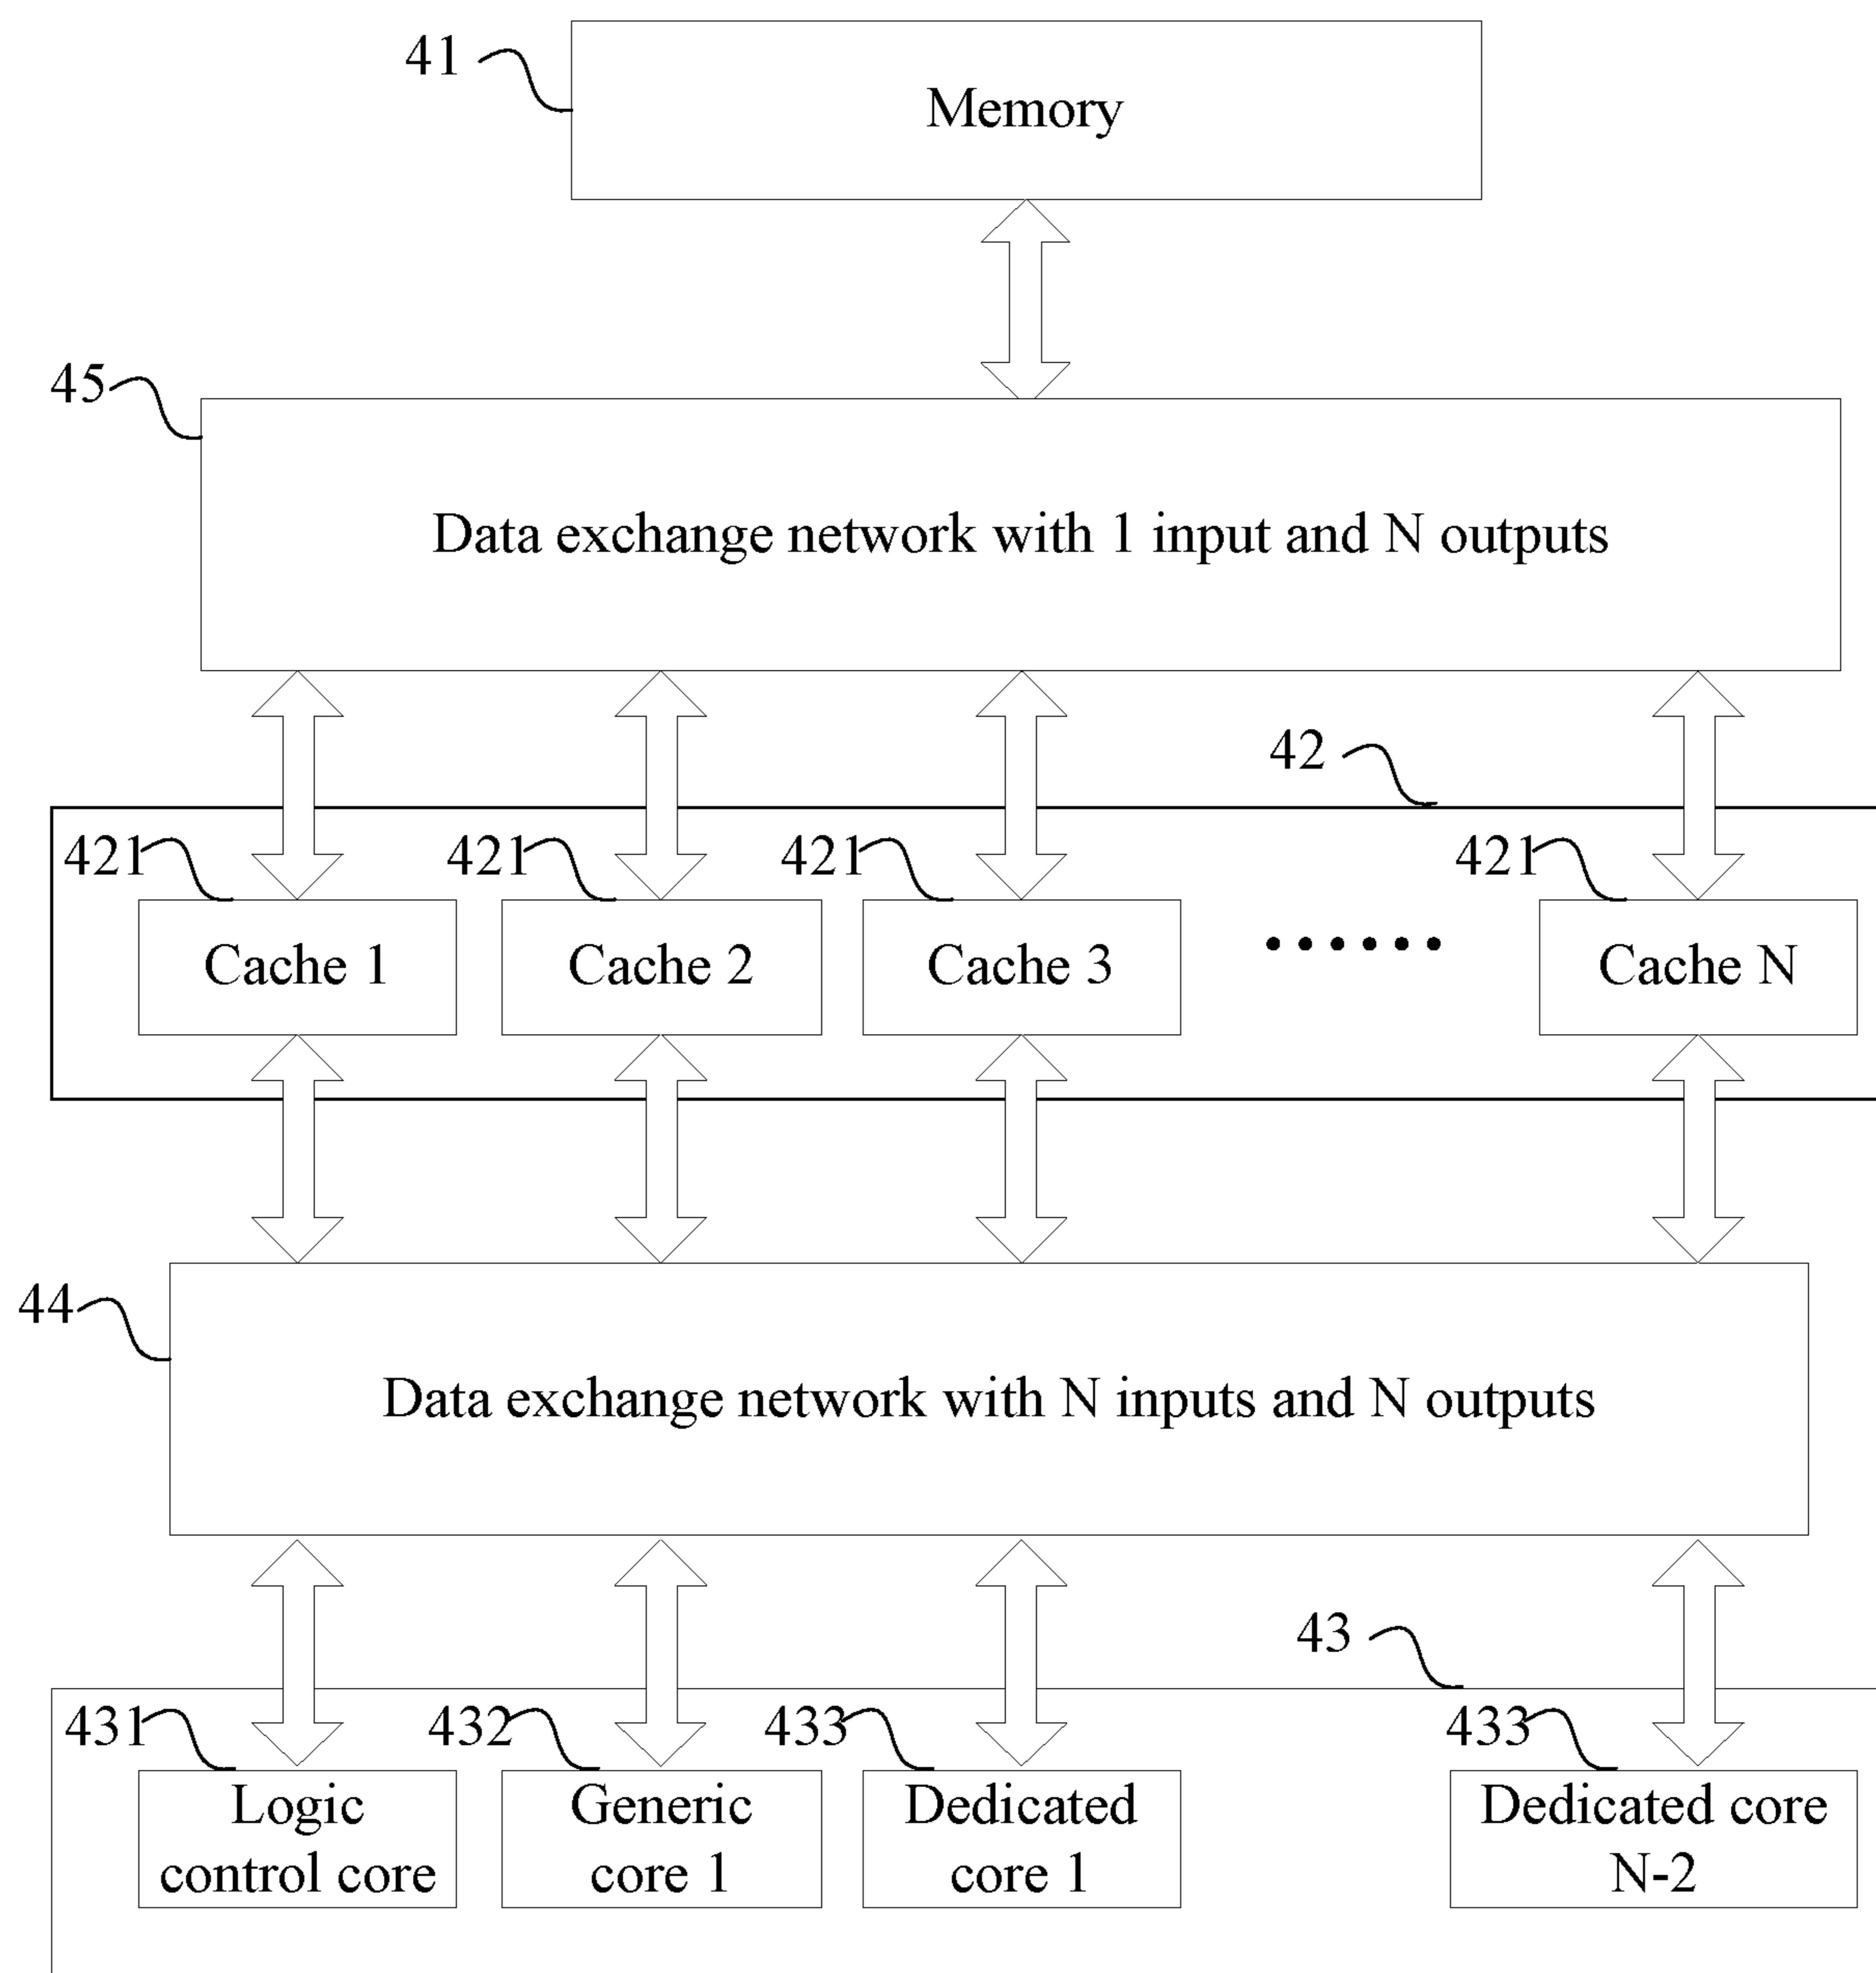 41
Memory
45
Data exchange network with 1 input and N outputs
42
421 421 421 421
Cache 1 Cache 2 Cache 3 ...... Cache N
44
Data exchange network with N inputs and N outputs
43
431 432 433 433
Logic
control core
Generic
core 1
Dedicated
core 1
Dedicated core
N-2